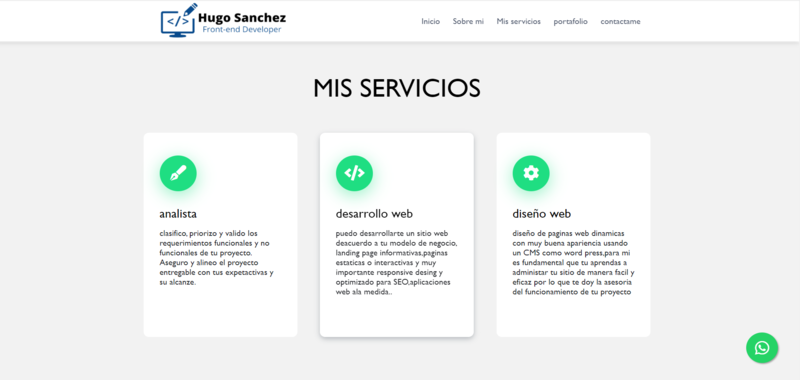 </> Hugo Sanchez
Front-end Developer
Inicio Sobre mi Mis servicios portafolio contactame
MIS SERVICIOS
</>
analista
clasifico, priorizo y valido los
requerimientos funcionales y no
funcionales de tu proyecto.
Aseguro y alineo el proyecto
entregable con tus expetactivas y
su alcanze.
desarrollo web
puedo desarrollarte un sitio web
deacuerdo a tu modelo de negocio,
landing page informativas,paginas
estaticas o interactivas y muy
importante responsive desing y
optimizado para SEO,aplicaciones
web ala medida..
diseño web
diseño de paginas web dinamicas
con muy buena apariencia usando
un CMS como word press,para mi
es fundamental que tu aprendas a
administar tu sitio de manera facil y
eficaz por lo que te doy la asesoria
del funcionamiento de tu proyecto